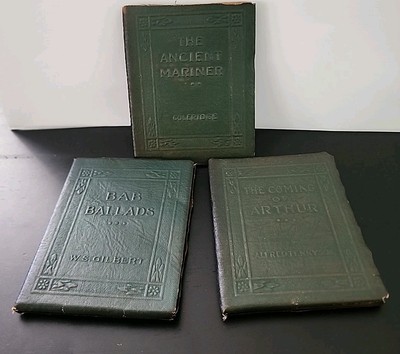 THE
ANCIENT
MARINER
COLERIDGE
BAB
BALLADS
W.S. GILBERT
THE COMING
OF
ARTHUR
ALFRED TENNYSON